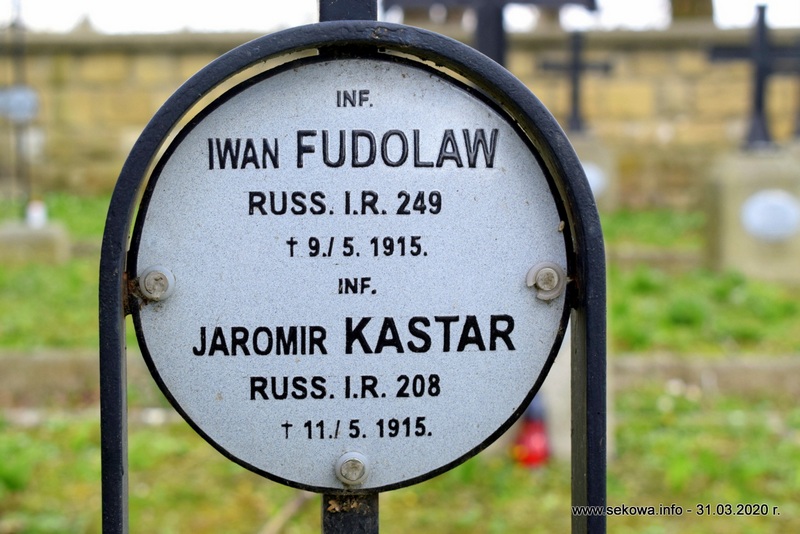 INF.
IWAN FUDOLAW
RUSS. I.R. 249
† 9./ 5. 1915.
INF.
JAROMIR KASTAR
RUSS. I.R. 208
† 11./ 5. 1915.
www.sekowa.info - 31.03.2020 r.